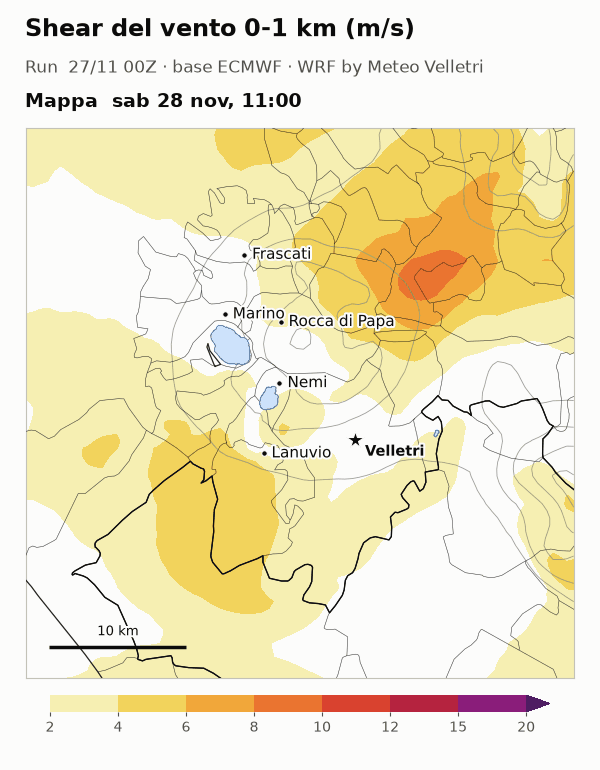 Shear del vento 0-1 km (m/s)
Run 27/11 00Z · base ECMWF · WRF by Meteo Velletri
Mappa sab 28 nov, 11:00
Frascati
Marino
Rocca di Papa
Nemi
Velletri
Lanuvio
10 km
2 4 6 8 10 12 15 20